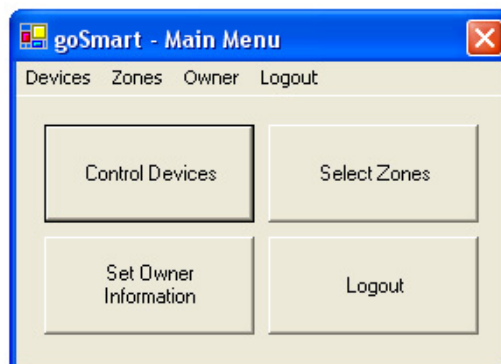 goSmart - Main Menu
Devices Zones Owner Logout
Control Devices
Select Zones
Set Owner
Information
Logout